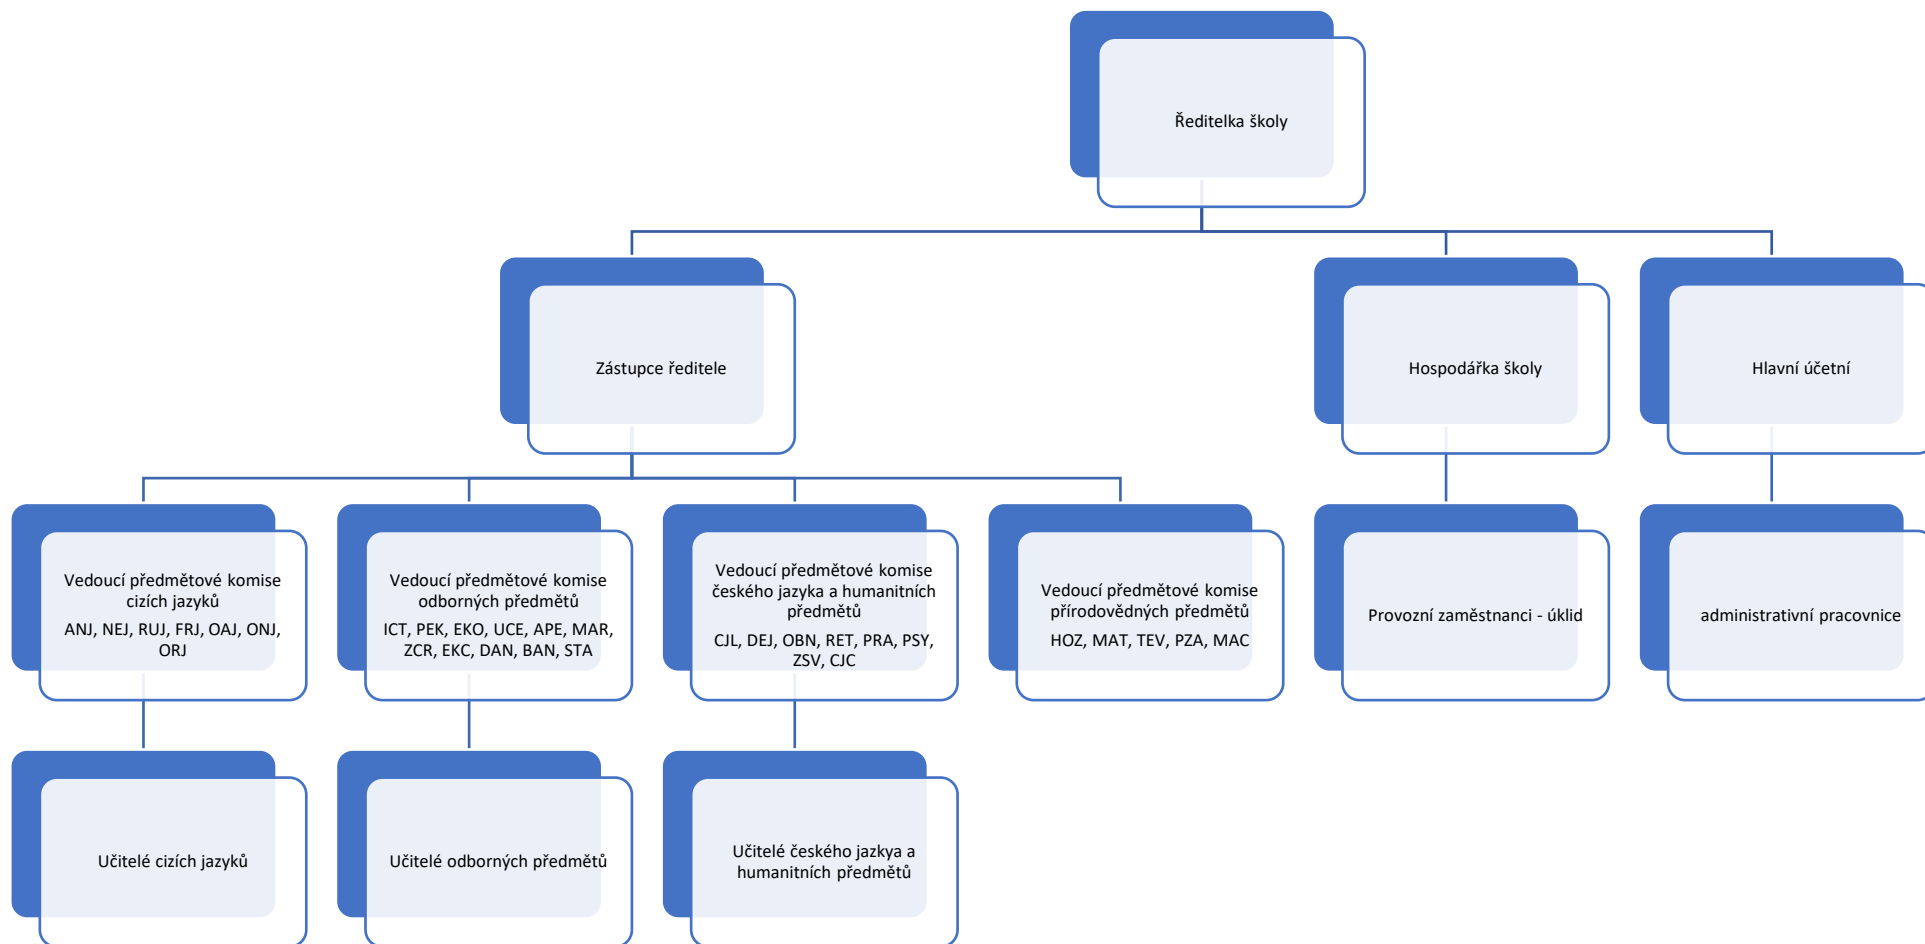 Ředitelka školy
Zástupce ředitele
Hospodářka školy
Hlavní účetní
Vedoucí předmětové komise
cizích jazyků
ANJ, NEJ, RUJ, FRJ, OAJ, ONJ,
ORJ
Vedoucí předmětové komise
odborných předmětů
ICT, PEK, EKO, UCE, APE, MAR,
ZCR, EKC, DAN, BAN, STA
Vedoucí předmětové komise
českého jazyka a humanitních
předmětů
CJL, DEJ, OBN, RET, PRA, PSY,
ZSV, CJC
Vedoucí předmětové komise
přírodovědných předmětů
HOZ, MAT, TEV, PZA, MAC
Provozní zaměstnanci - úklid
administrativní pracovnice
Učitelé cizích jazyků
Učitelé odborných předmětů
Učitelé českého jazkya a
humanitních předmětů